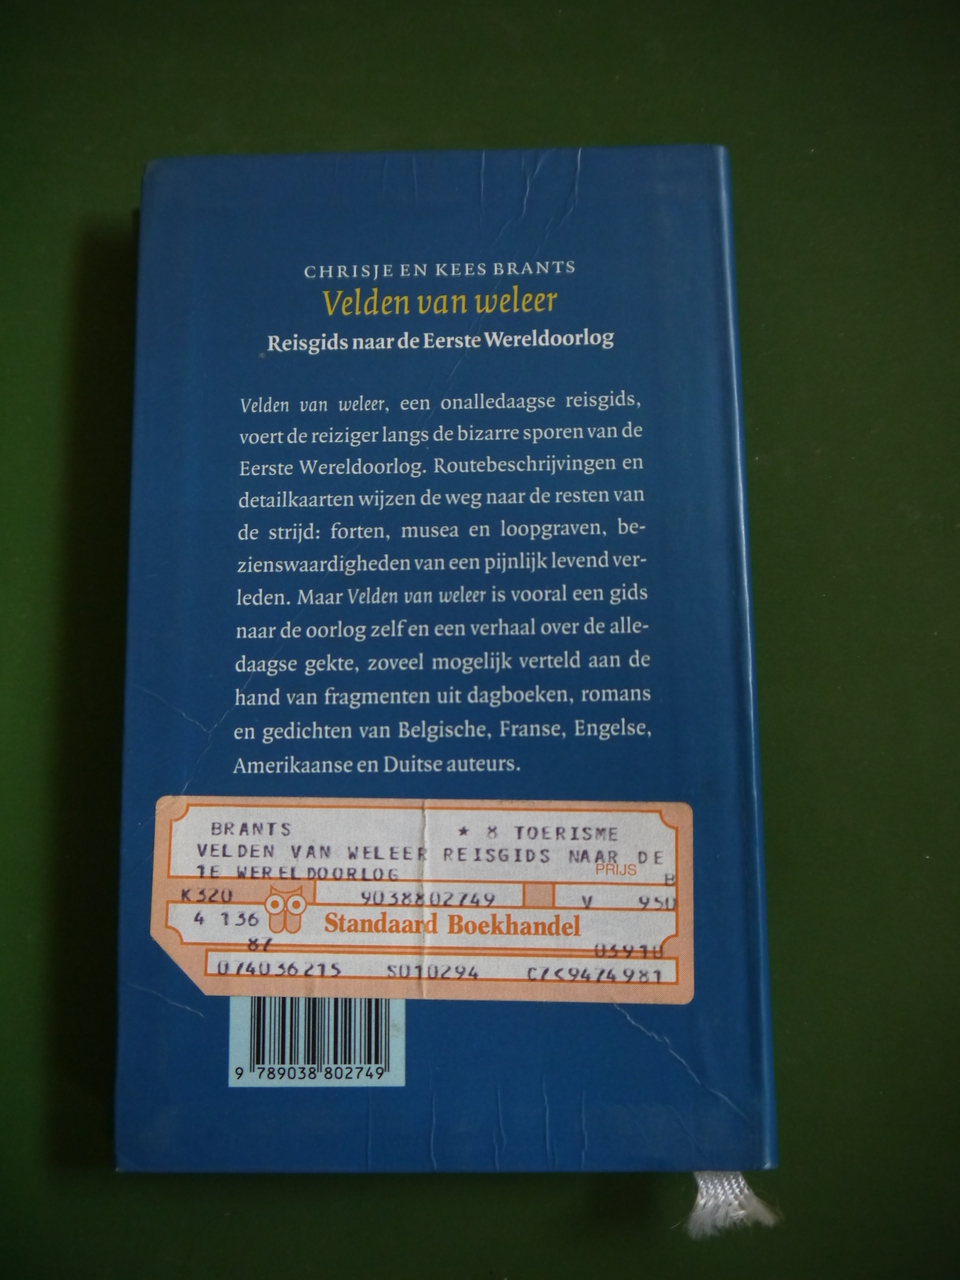 CHRISJE EN KEES BRANTS
Velden van weleer
Reisgids naar de Eerste Wereldoorlog
Velden van weleer, een onalledaagse reisgids,
voert de reiziger langs de bizarre sporen van de
Eerste Wereldoorlog. Routebeschrijvingen en
detailkaarten wijzen de weg naar de resten van
de strijd: forten, musea en loopgraven, be-
zienswaardigheden van een pijnlijk levend ver-
leden. Maar Velden van weleer is vooral een gids
naar de oorlog zelf en een verhaal over de alle-
daagse gekte, zoveel mogelijk verteld aan de
hand van fragmenten uit dagboeken, romans
en gedichten van Belgische, Franse, Engelse,
Amerikaanse en Duitse auteurs.
BRANTS * 8 TOERISME
VELDEN VAN WELEER REISGIDS NAAR DE
1E WERELDOORLOG PRIJS B
K320 9038802749 V 950
4 136 Standaard Boekhandel
87 03910
074036215 S010294 C7<9474981
9 789038 802749